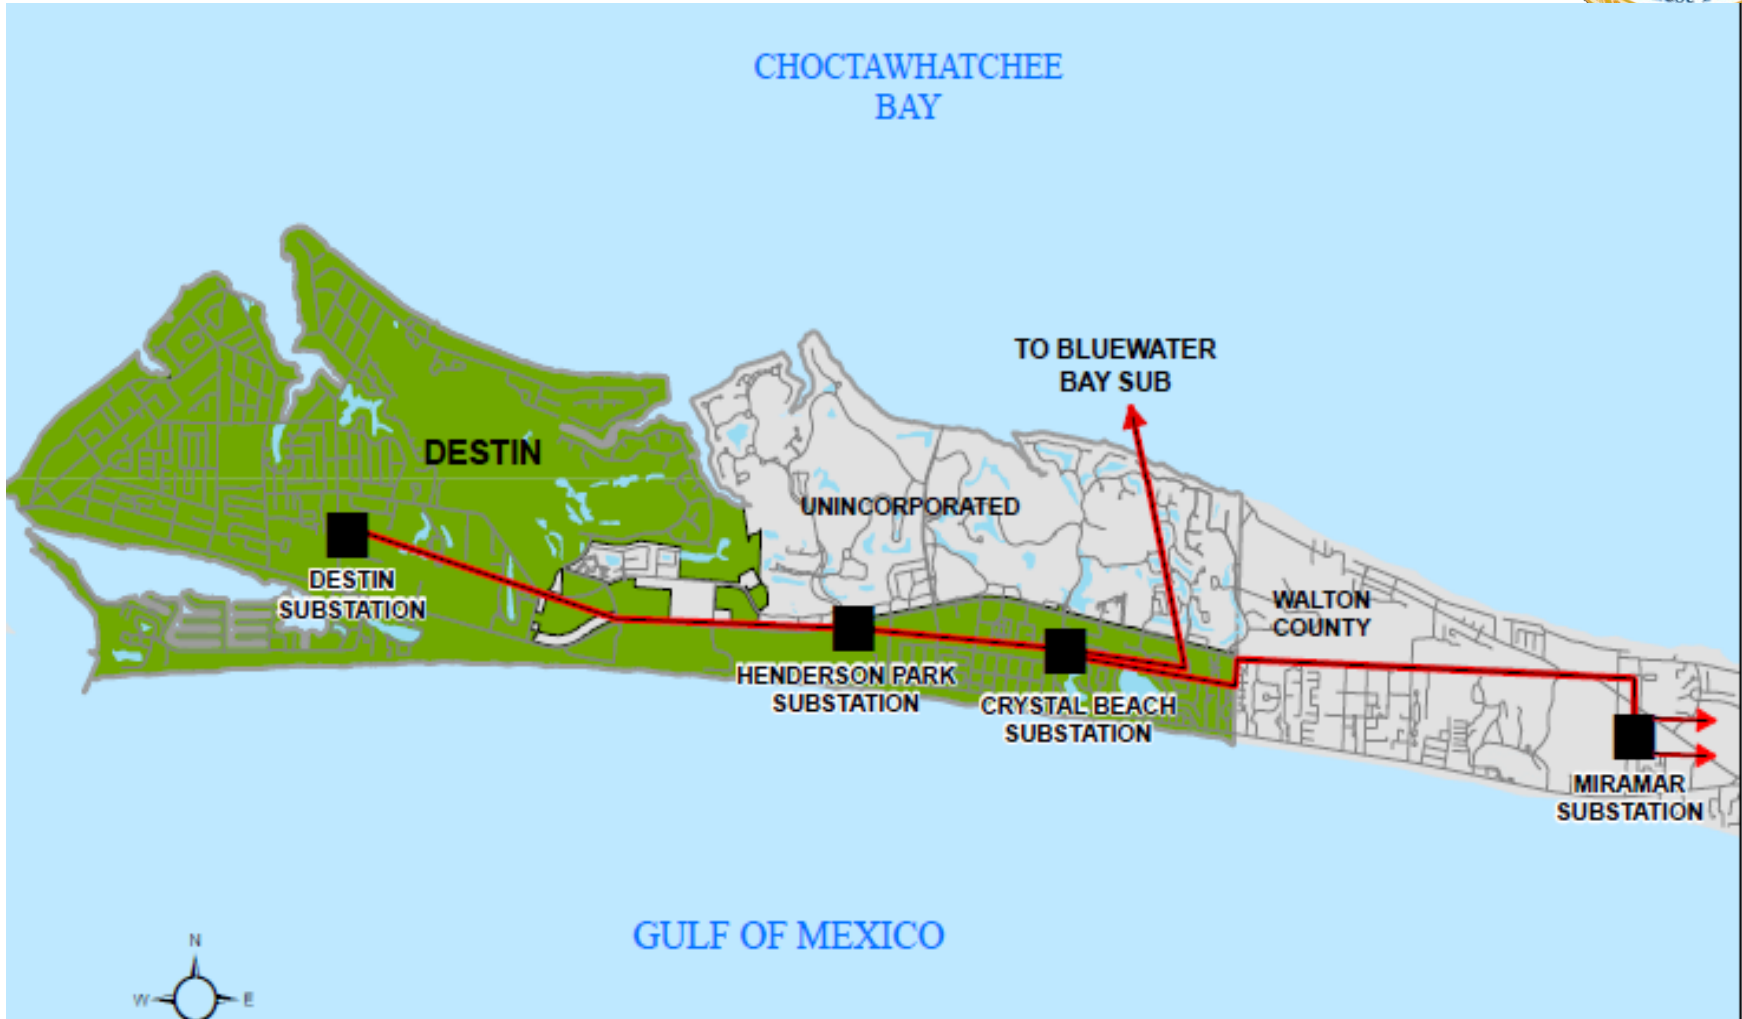 CHOCTAWHATCHEE
BAY
TO BLUEWATER
BAY SUB
DESTIN
UNINCORPORATED
DESTIN
SUBSTATION
WALTON
COUNTY
HENDERSON PARK
SUBSTATION
CRYSTAL BEACH
SUBSTATION
MIRAMAR
SUBSTATION
GULF OF MEXICO
N
W
E